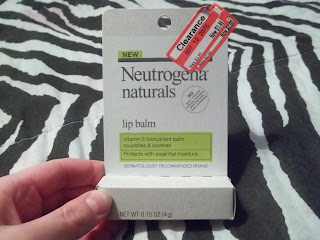 Clearance
NEW
Neutrogena®
naturals
lip balm
Vitamin E bionutrient balm
nourishes & soothes
Protects with essential moisture
DERMATOLOGIST RECOMMENDED BRAND
NET WT 0.15 OZ (4g)